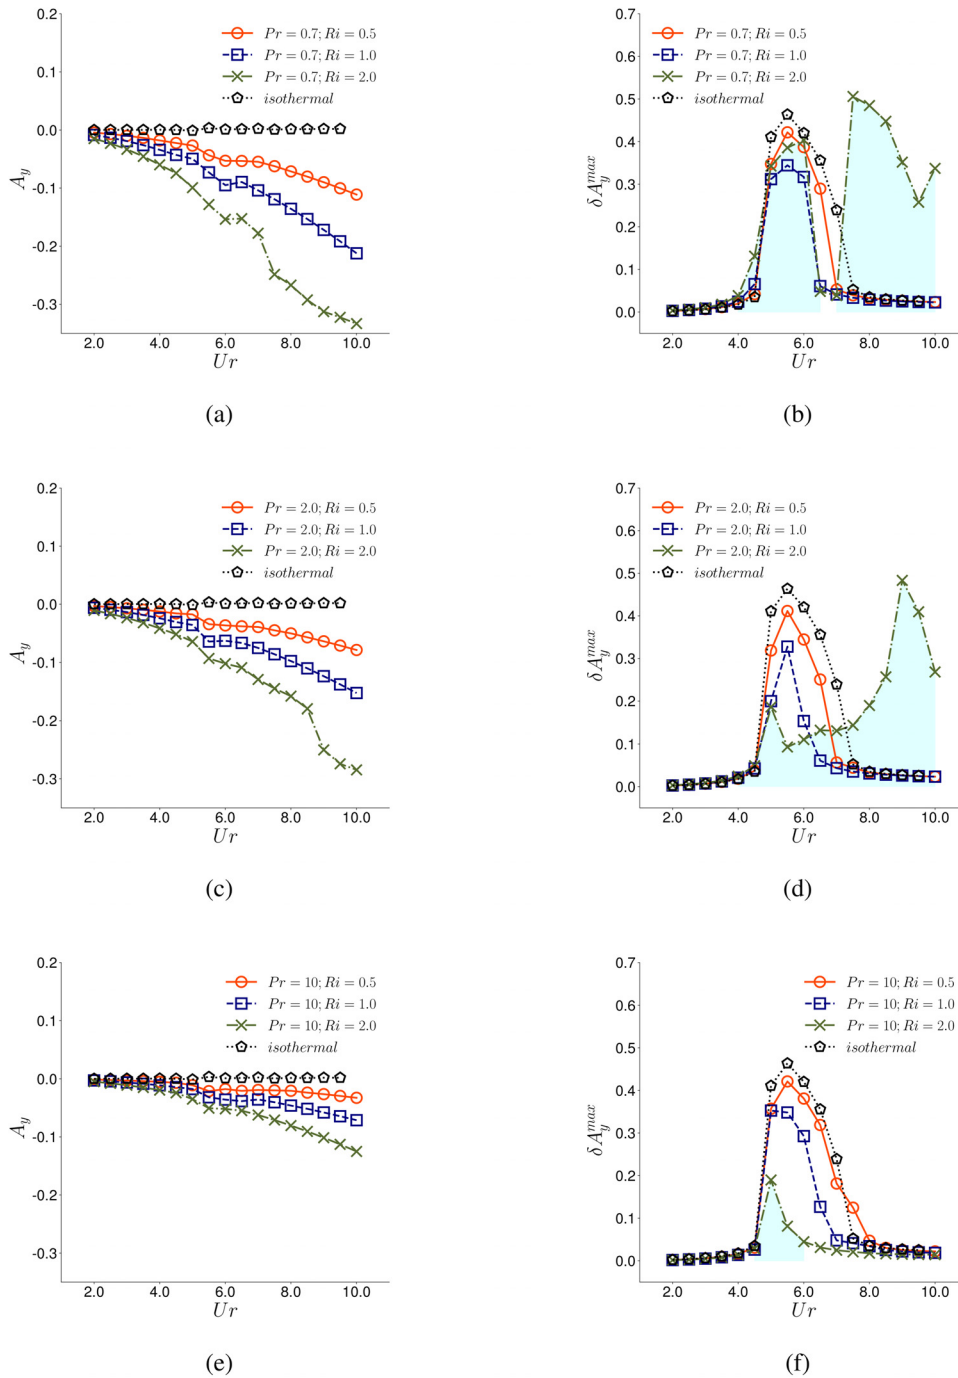 0.2
0.1
0.0
-0.1
-0.2
-0.3
A_y
2.0 4.0 6.0 8.0 10.0
Ur
Pr = 0.7; Ri = 0.5
Pr = 0.7; Ri = 1.0
Pr = 0.7; Ri = 2.0
isothermal
(a)
0.7
0.6
0.5
0.4
0.3
0.2
0.1
0.0
δA_y^max
2.0 4.0 6.0 8.0 10.0
Ur
Pr = 0.7; Ri = 0.5
Pr = 0.7; Ri = 1.0
Pr = 0.7; Ri = 2.0
isothermal
(b)
0.2
0.1
0.0
-0.1
-0.2
-0.3
A_y
2.0 4.0 6.0 8.0 10.0
Ur
Pr = 2.0; Ri = 0.5
Pr = 2.0; Ri = 1.0
Pr = 2.0; Ri = 2.0
isothermal
(c)
0.7
0.6
0.5
0.4
0.3
0.2
0.1
0.0
δA_y^max
2.0 4.0 6.0 8.0 10.0
Ur
Pr = 2.0; Ri = 0.5
Pr = 2.0; Ri = 1.0
Pr = 2.0; Ri = 2.0
isothermal
(d)
0.2
0.1
0.0
-0.1
-0.2
-0.3
A_y
2.0 4.0 6.0 8.0 10.0
Ur
Pr = 10; Ri = 0.5
Pr = 10; Ri = 1.0
Pr = 10; Ri = 2.0
isothermal
(e)
0.7
0.6
0.5
0.4
0.3
0.2
0.1
0.0
δA_y^max
2.0 4.0 6.0 8.0 10.0
Ur
Pr = 10; Ri = 0.5
Pr = 10; Ri = 1.0
Pr = 10; Ri = 2.0
isothermal
(f)